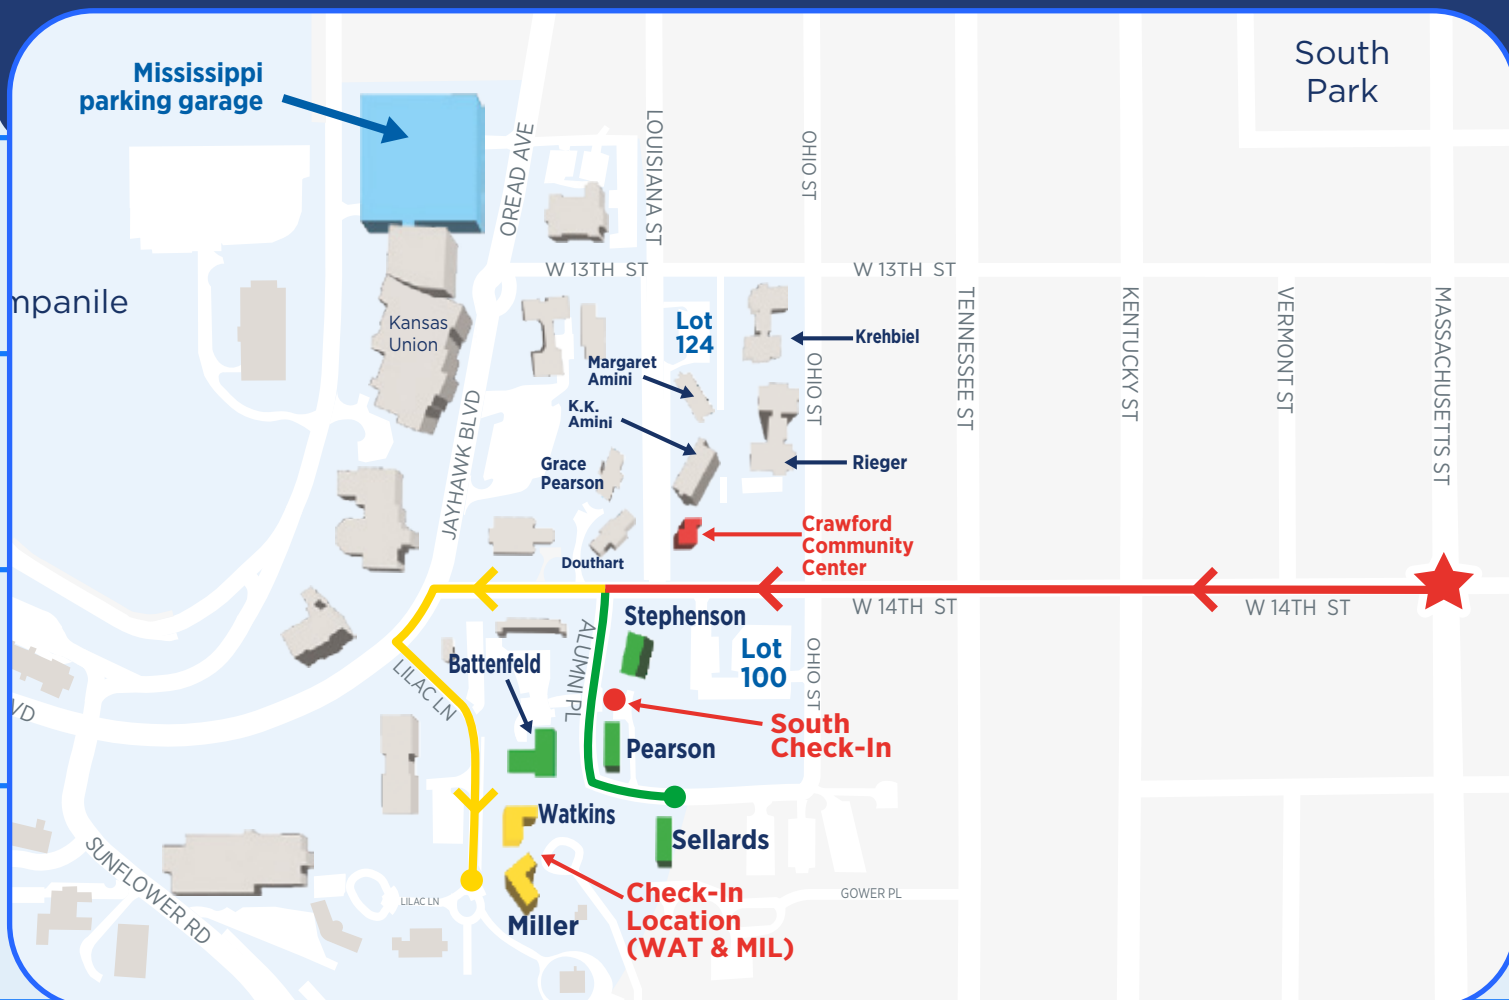 South
Park
Mississippi
parking garage
OREAD AVE
LOUISIANA ST
OHIO ST
W 13TH ST
W 13TH ST
mpanile
Kansas
Union
Lot
124
Krehbiel
TENNESSEE ST
KENTUCKY ST
VERMONT ST
MASSACHUSETTS ST
Margaret
Amini
OHIO ST
K.K.
Amini
JAYHAWK BLVD
Grace
Pearson
Rieger
Crawford
Community
Center
Douthart
W 14TH ST
W 14TH ST
Stephenson
ALUMNI PL
Lot
100
OHIO ST
Battenfeld
LILAC LN
VD
South
Check-In
Pearson
Watkins
Sellards
SUNFLOWER RD
Check-In
Location
(WAT & MIL)
GOWER PL
LILAC LN
Miller